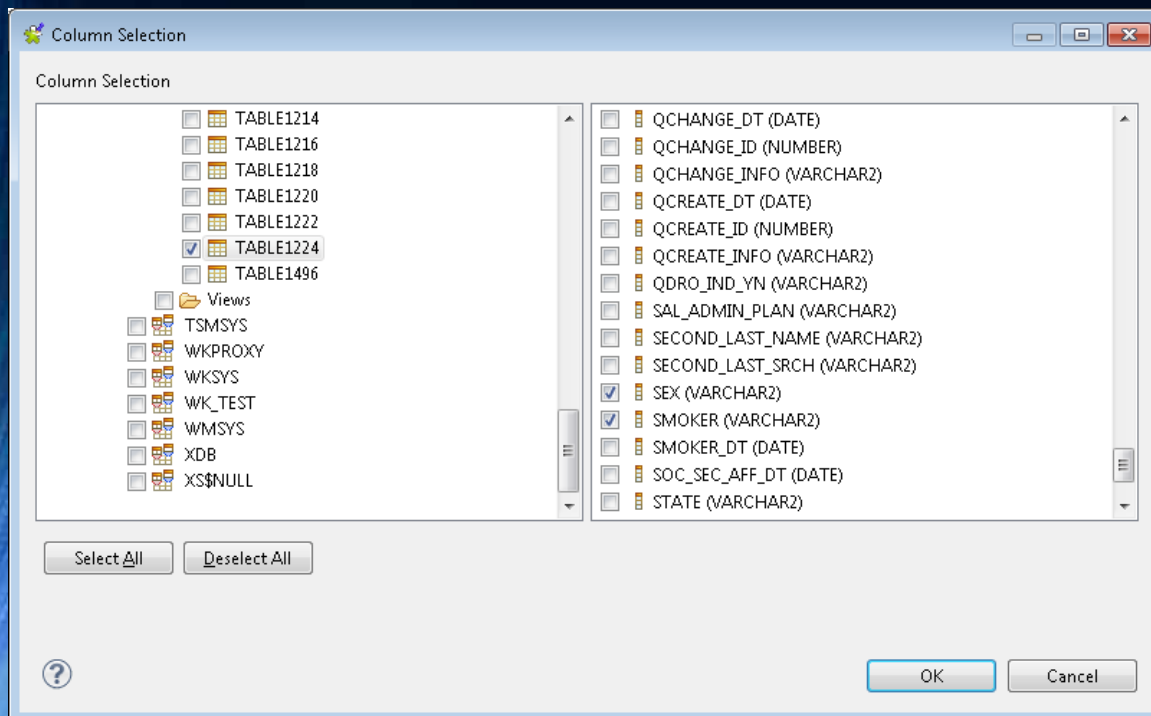 Column Selection
Column Selection
TABLE1214
TABLE1216
TABLE1218
TABLE1220
TABLE1222
TABLE1224
TABLE1496
Views
TSMSYS
WKPROXY
WKSYS
WK_TEST
WMSYS
XDB
XS$NULL
QCHANGE_DT (DATE)
QCHANGE_ID (NUMBER)
QCHANGE_INFO (VARCHAR2)
QCREATE_DT (DATE)
QCREATE_ID (NUMBER)
QCREATE_INFO (VARCHAR2)
QDRO_IND_YN (VARCHAR2)
SAL_ADMIN_PLAN (VARCHAR2)
SECOND_LAST_NAME (VARCHAR2)
SECOND_LAST_SRCH (VARCHAR2)
SEX (VARCHAR2)
SMOKER (VARCHAR2)
SMOKER_DT (DATE)
SOC_SEC_AFF_DT (DATE)
STATE (VARCHAR2)
Select All Deselect All
? OK Cancel